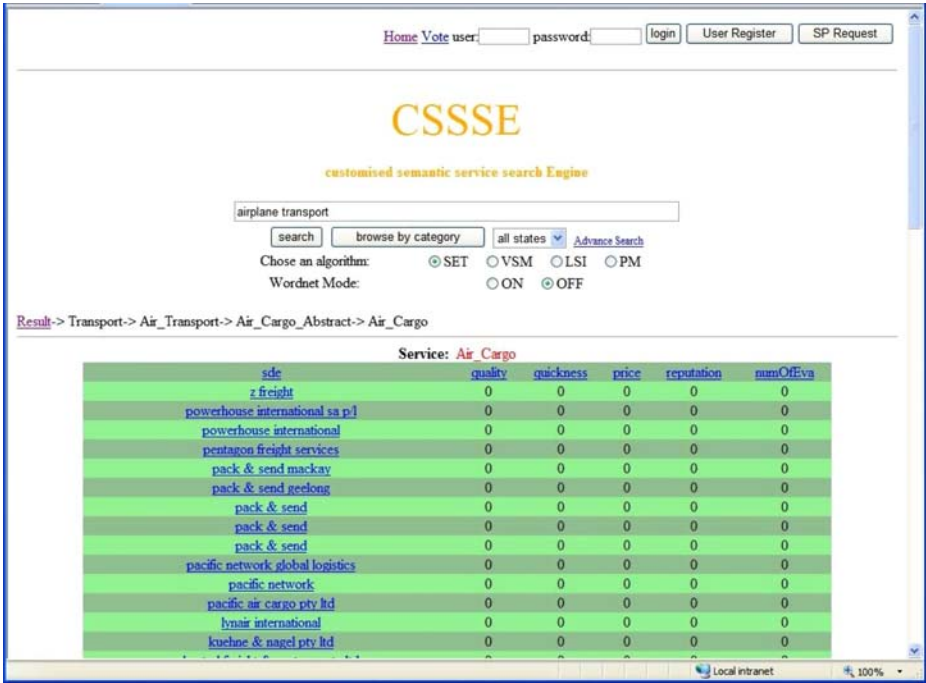 Home Vote user: password: login User Register SP Request
CSSSE
customised semantic service search Engine
airplane transport
search browse by category all states Advance Search
Chose an algorithm: SET VSM LSI PM
Wordnet Mode: ON OFF
Result-> Transport-> Air_Transport-> Air_Cargo_Abstract-> Air_Cargo
Service: Air_Cargo
sde quality quickness price reputation numOfEva
z freight 0 0 0 0 0
powerhouse international sa p/l 0 0 0 0 0
powerhouse international 0 0 0 0 0
pentagon freight services 0 0 0 0 0
pack & send mackay 0 0 0 0 0
pack & send geelong 0 0 0 0 0
pack & send 0 0 0 0 0
pack & send 0 0 0 0 0
pack & send 0 0 0 0 0
pacific network global logistics 0 0 0 0 0
pacific network 0 0 0 0 0
pacific air cargo pty ltd 0 0 0 0 0
lynair international 0 0 0 0 0
kuehne & nagel pty ltd 0 0 0 0 0
Local intranet 100%